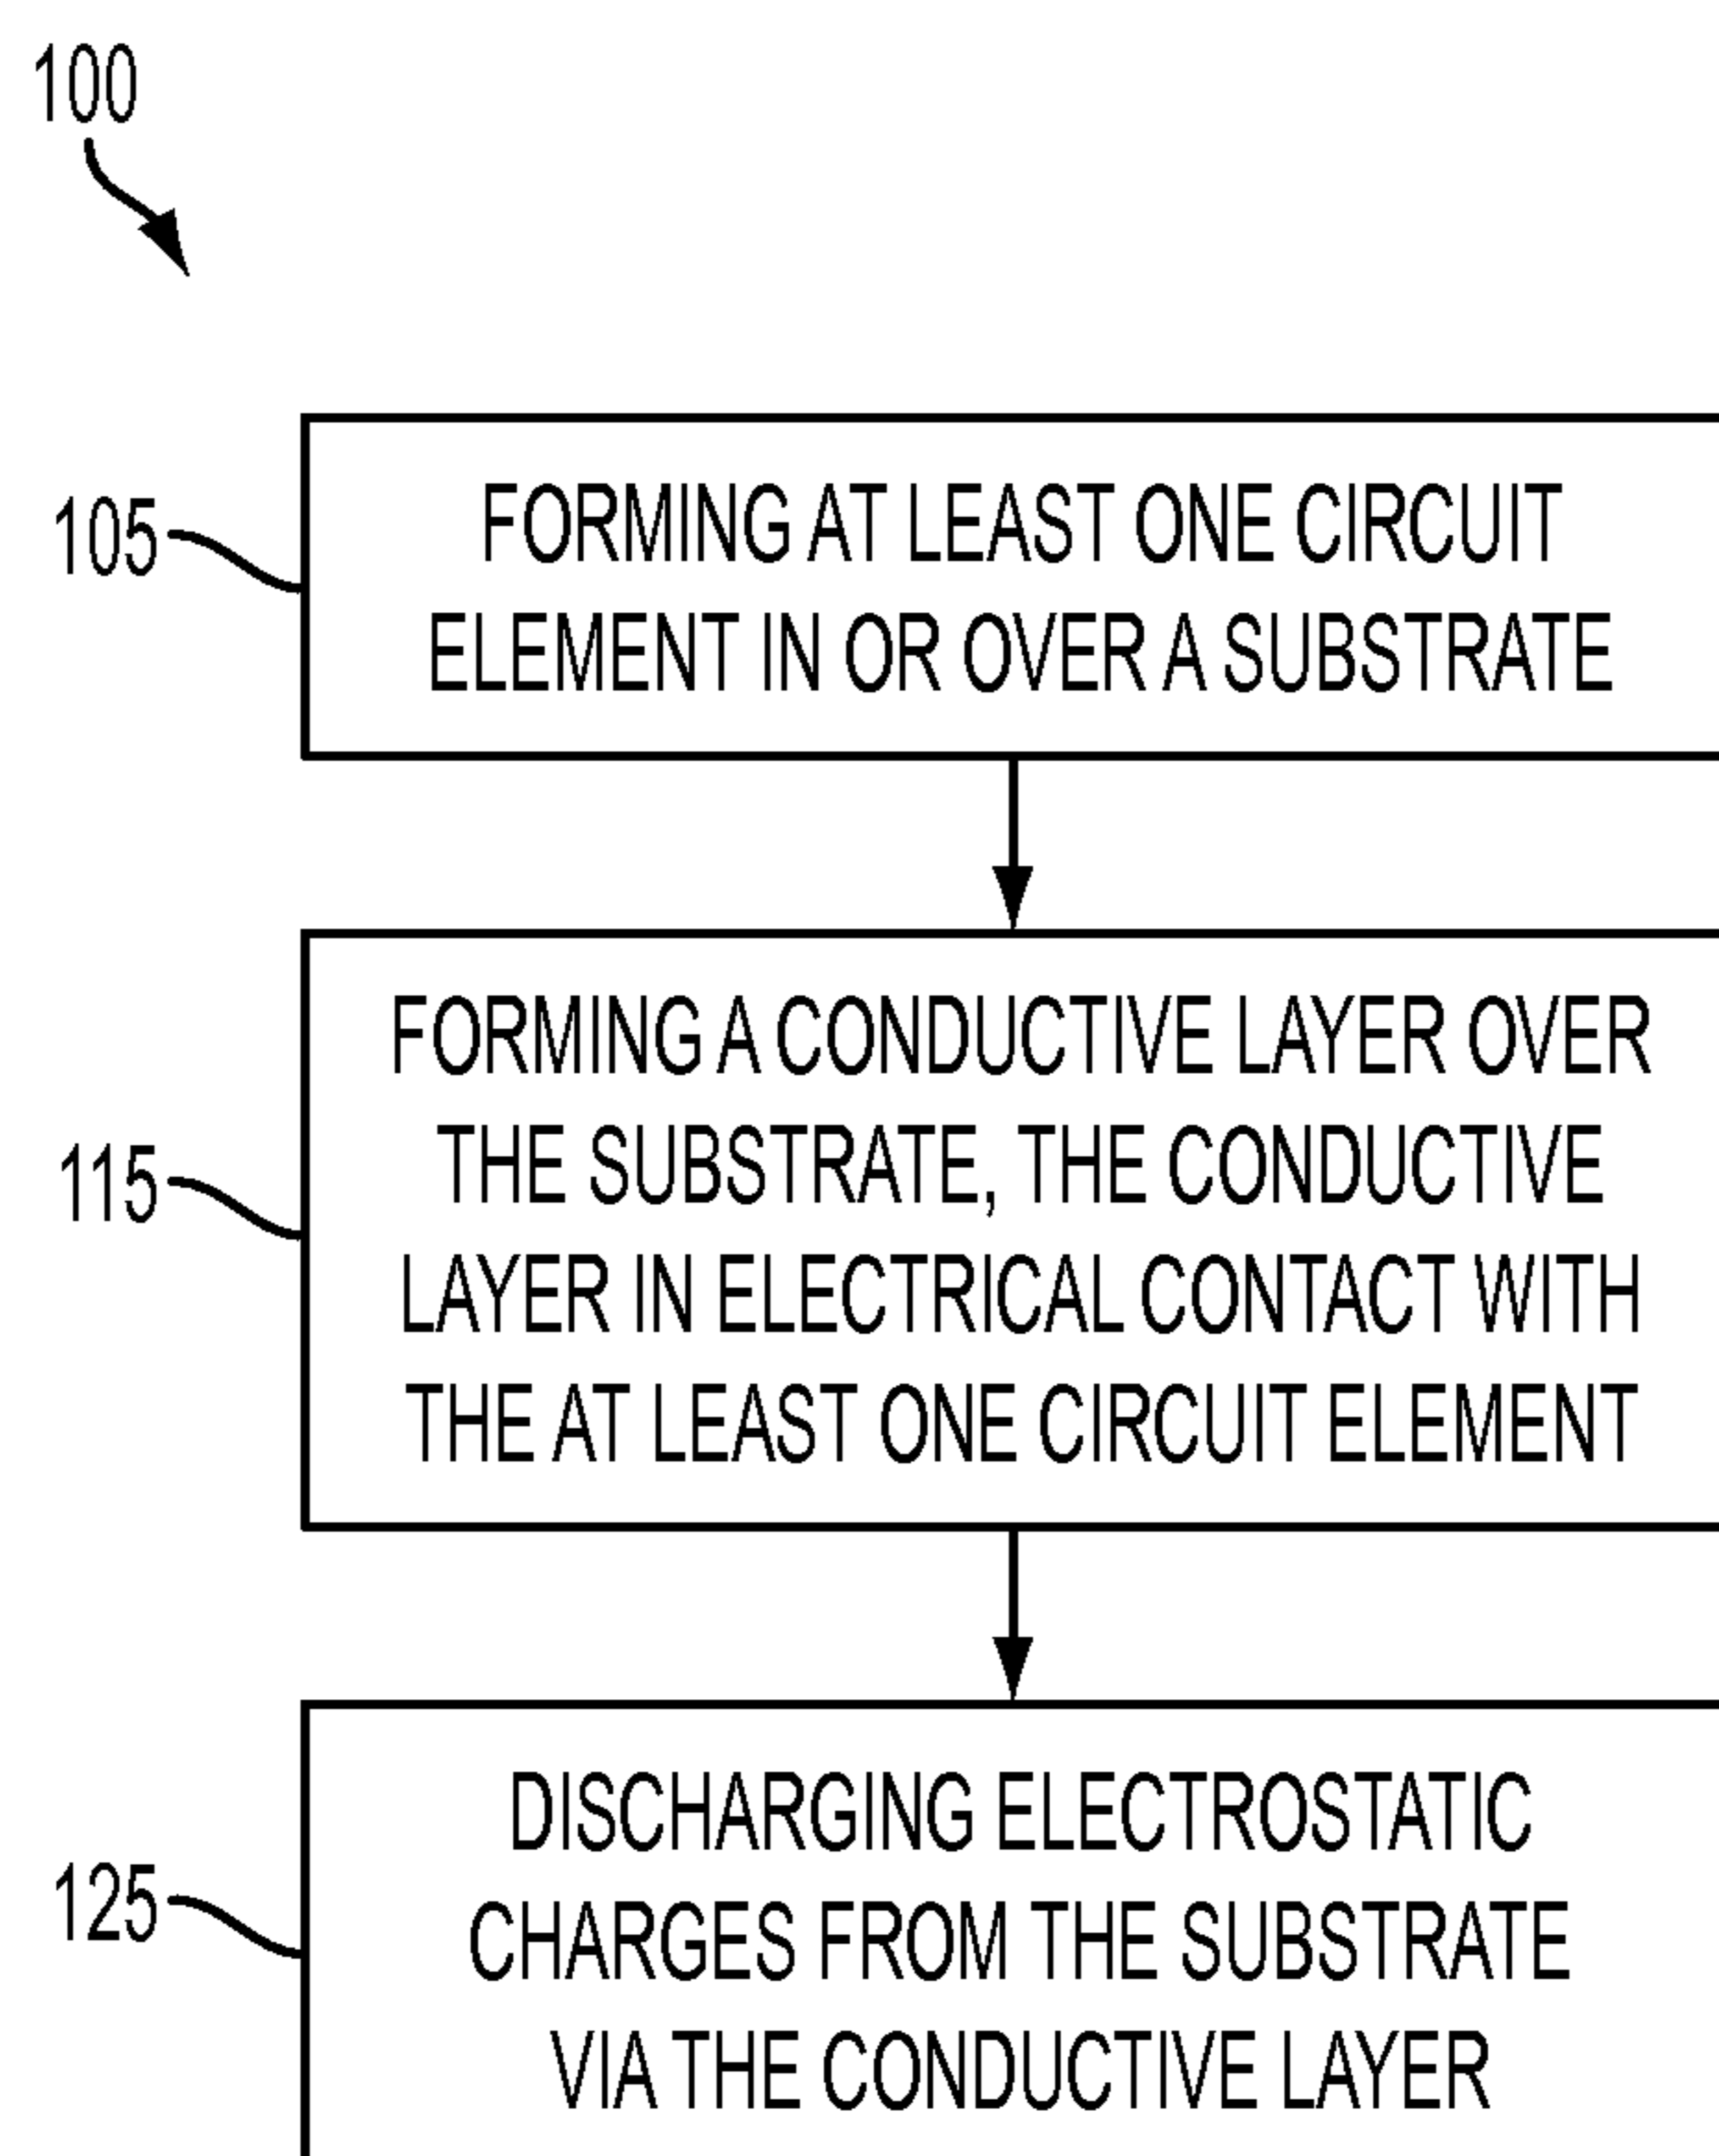 100
105
FORMING AT LEAST ONE CIRCUIT
ELEMENT IN OR OVER A SUBSTRATE
115
FORMING A CONDUCTIVE LAYER OVER
THE SUBSTRATE, THE CONDUCTIVE
LAYER IN ELECTRICAL CONTACT WITH
THE AT LEAST ONE CIRCUIT ELEMENT
125
DISCHARGING ELECTROSTATIC
CHARGES FROM THE SUBSTRATE
VIA THE CONDUCTIVE LAYER